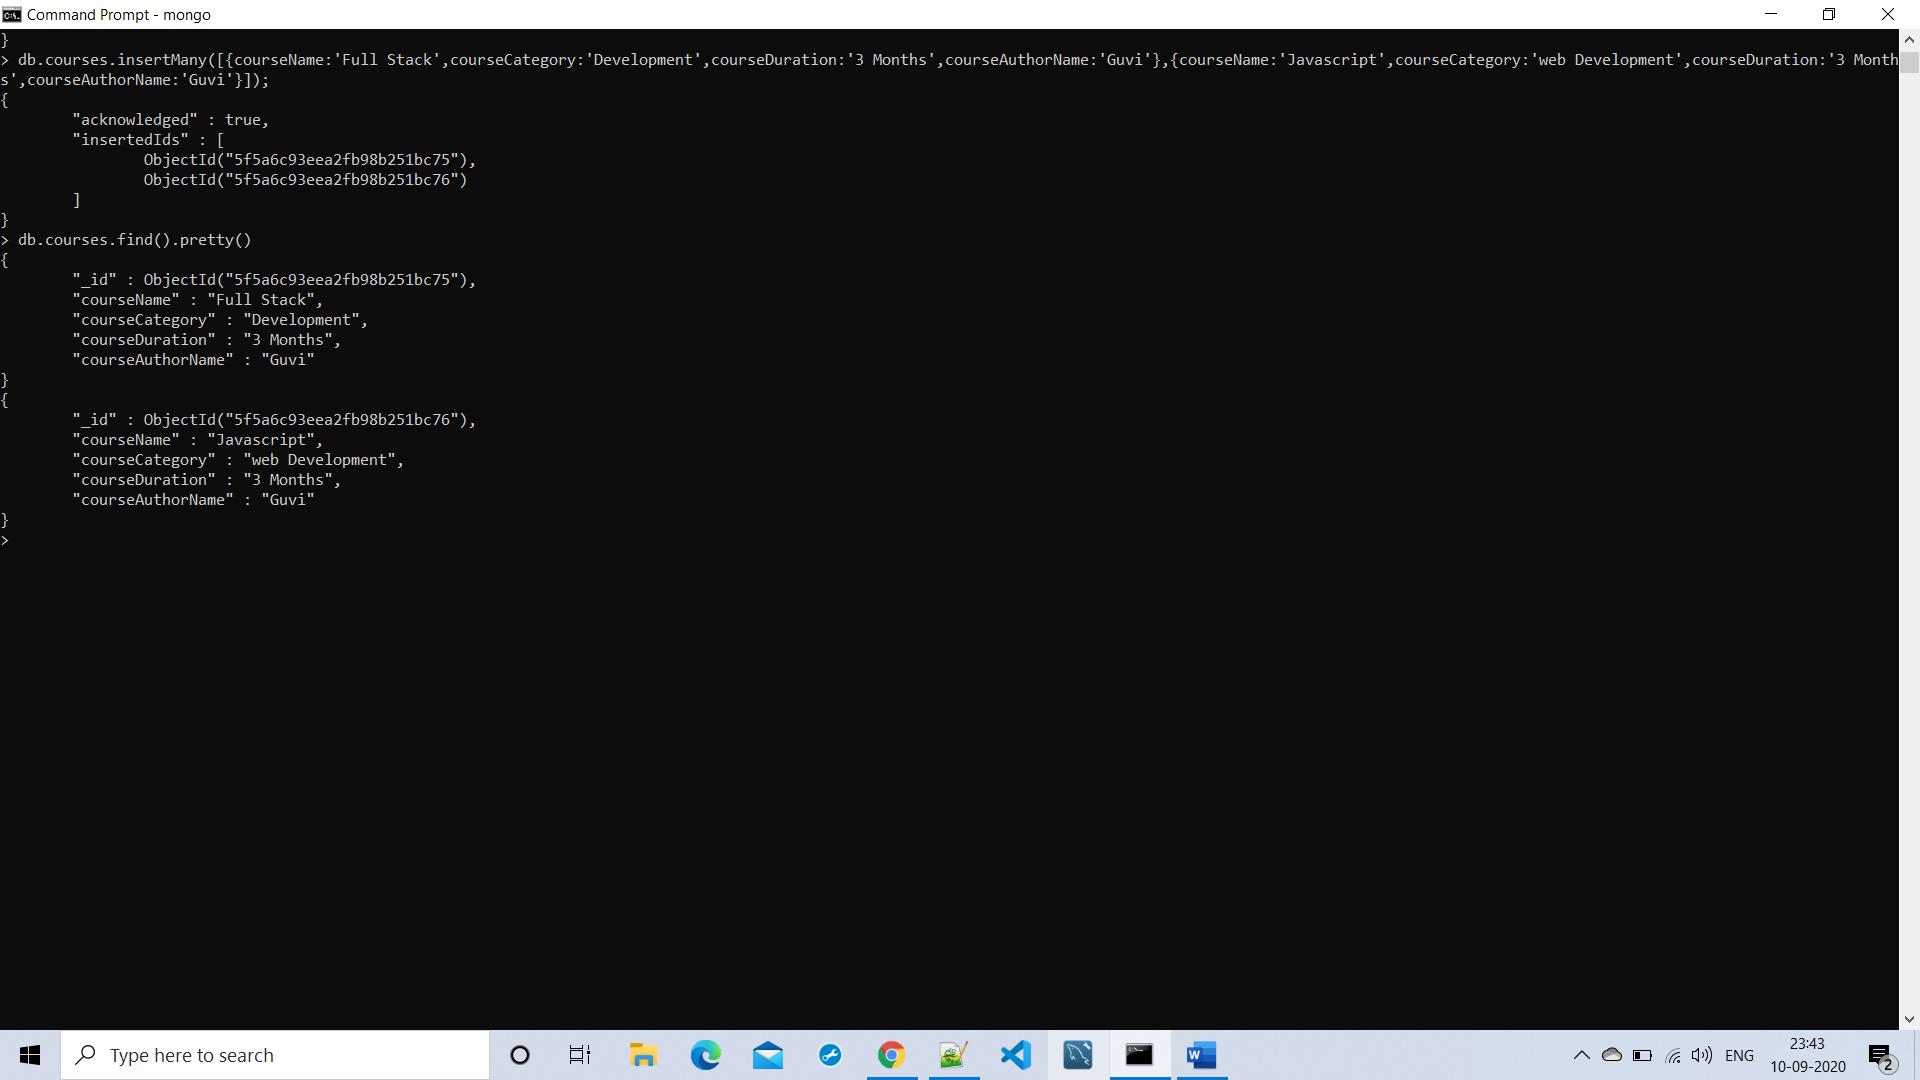 Command Prompt - mongo
}
> db.courses.insertMany([{courseName:'Full Stack',courseCategory:'Development',courseDuration:'3 Months',courseAuthorName:'Guvi'},{courseName:'Javascript',courseCategory:'web Development',courseDuration:'3 Month
s',courseAuthorName:'Guvi'}]);
{
        "acknowledged" : true,
        "insertedIds" : [
                ObjectId("5f5a6c93eea2fb98b251bc75"),
                ObjectId("5f5a6c93eea2fb98b251bc76")
        ]
}
> db.courses.find().pretty()
{
        "_id" : ObjectId("5f5a6c93eea2fb98b251bc75"),
        "courseName" : "Full Stack",
        "courseCategory" : "Development",
        "courseDuration" : "3 Months",
        "courseAuthorName" : "Guvi"
}
{
        "_id" : ObjectId("5f5a6c93eea2fb98b251bc76"),
        "courseName" : "Javascript",
        "courseCategory" : "web Development",
        "courseDuration" : "3 Months",
        "courseAuthorName" : "Guvi"
}
>
Type here to search
W
ENG
23:43
10-09-2020
2